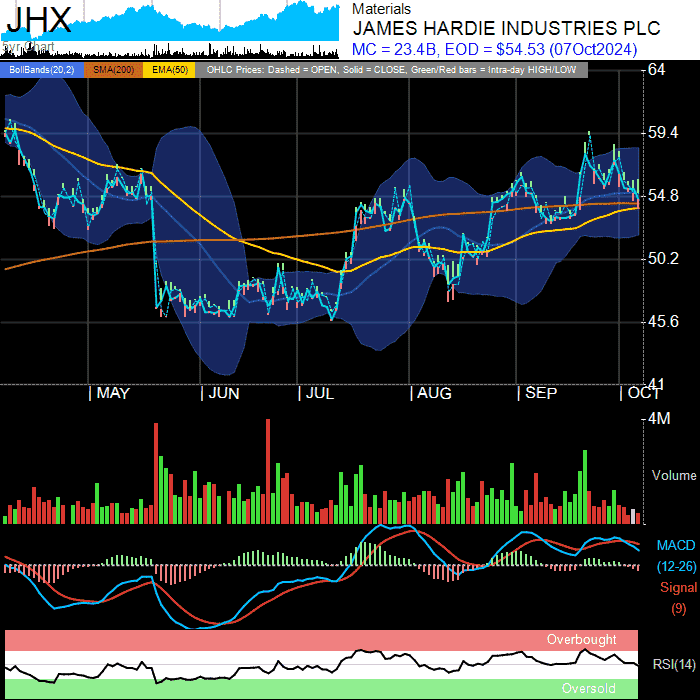 JHX
5yr Chart
Materials
JAMES HARDIE INDUSTRIES PLC
MC = 23.4B, EOD = $54.53 (07Oct2024)
BollBands(20,2) SMA(200) EMA(50) OHLC Prices: Dashed = OPEN, Solid = CLOSE, Green/Red bars = Intra-day HIGH/LOW
64
59.4
54.8
50.2
45.6
41
| MAY | JUN | JUL | AUG | SEP | OCT
4M
Volume
MACD
(12-26)
Signal
(9)
Overbought
RSI(14)
Oversold